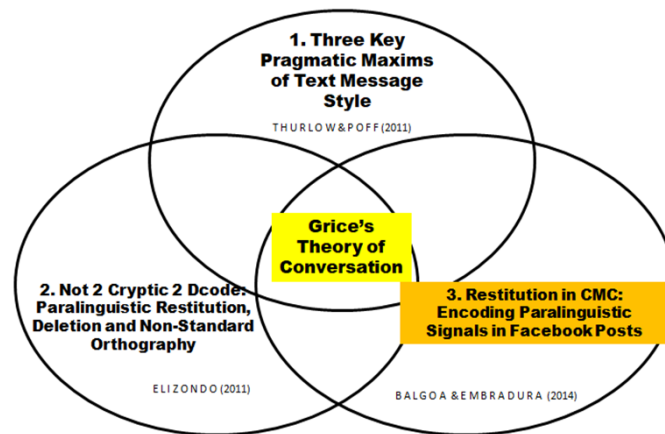 1. Three Key
Pragmatic Maxims
of Text Message
Style
THURLOW&POFF(2011)
Grice's
Theory of
Conversation
2. Not 2 Cryptic 2 Dcode:
Paralinguistic Restitution,
Deletion and Non-Standard
Orthography
ELIZONDO(2011)
3. Restitution in CMC:
Encoding Paralinguistic
Signals in Facebook Posts
BALGOA&EMBRADURA(2014)